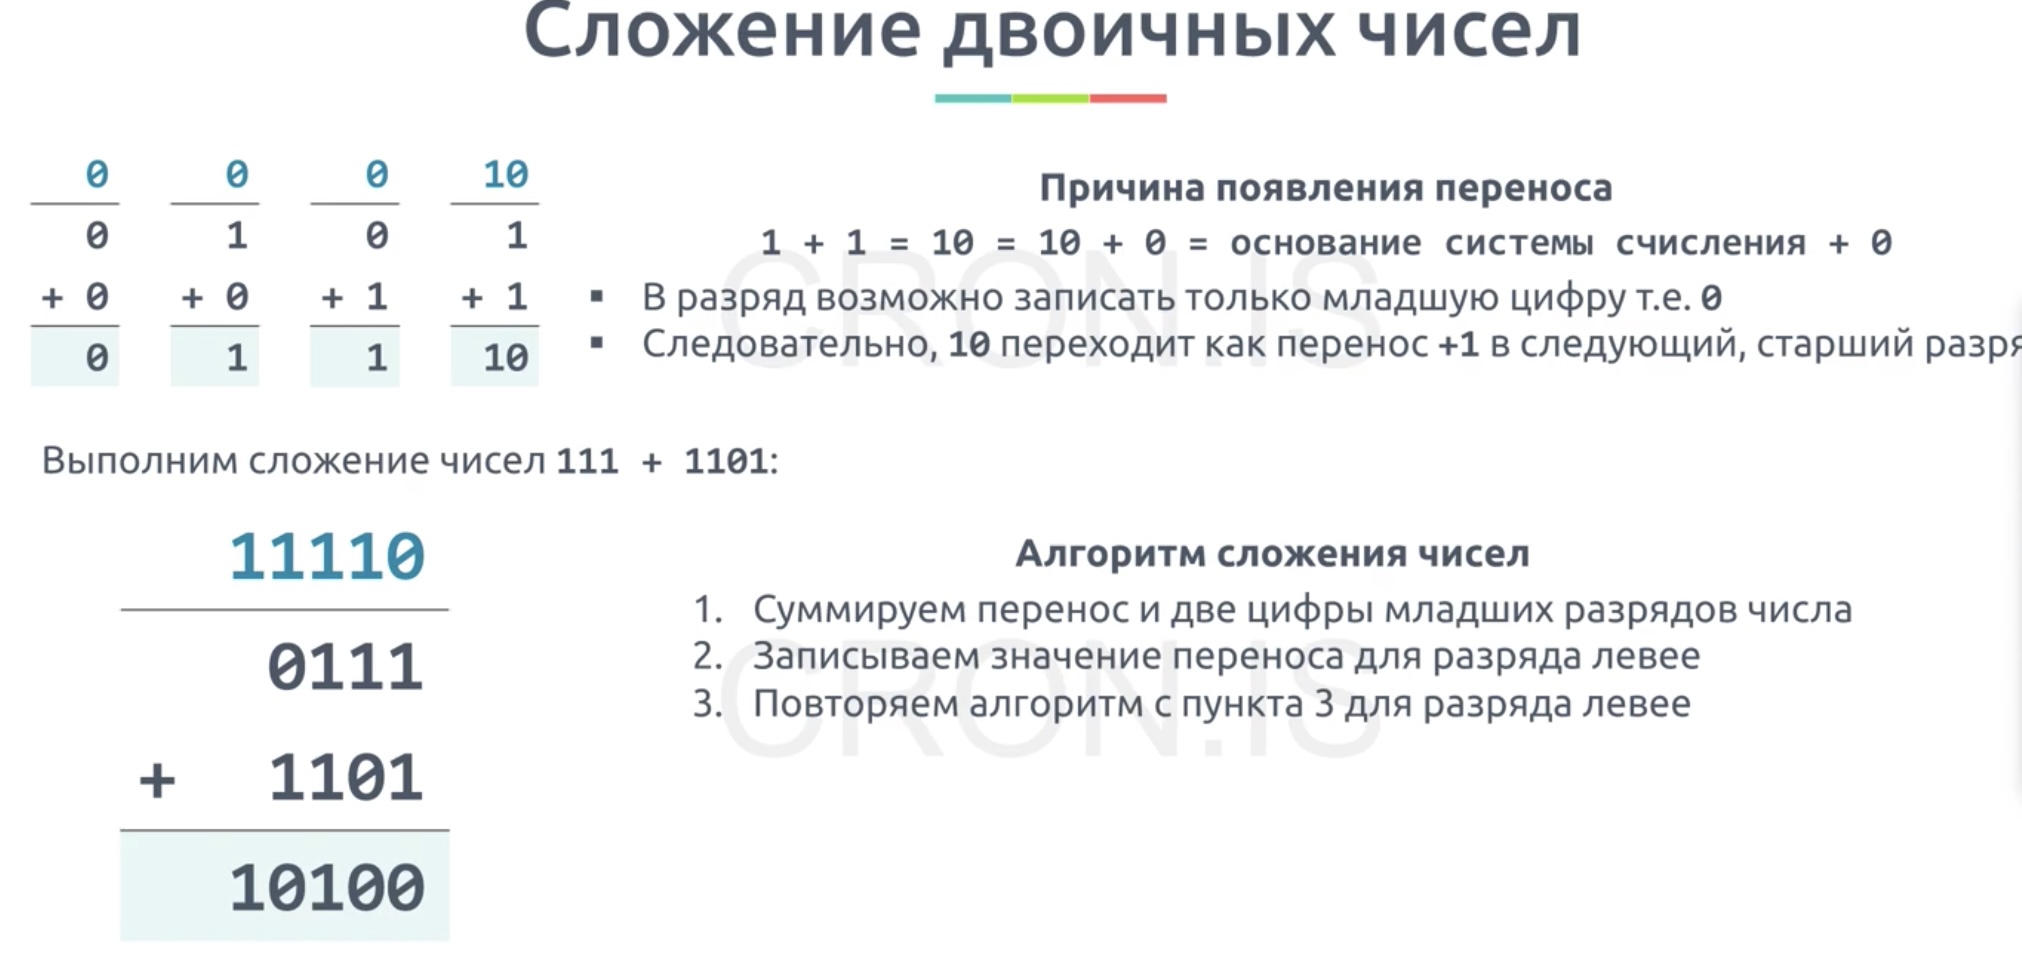 Сложение двоичных чисел
0 0 0 10
0 1 0 1
+ 0 + 0 + 1 + 1
0 1 1 10
Причина появления переноса
1 + 1 = 10 = 10 + 0 = основание системы счисления + 0
▪ В разряд возможно записать только младшую цифру т.е. 0
▪ Следовательно, 10 переходит как перенос +1 в следующий, старший
Выполним сложение чисел 111 + 1101:
11110
0111
+ 1101
10100
Алгоритм сложения чисел
1. Суммируем перенос и две цифры младших разрядов числа
2. Записываем значение переноса для разряда левее
3. Повторяем алгоритм с пункта 3 для разряда левее
CRON.IS
CRON.IS